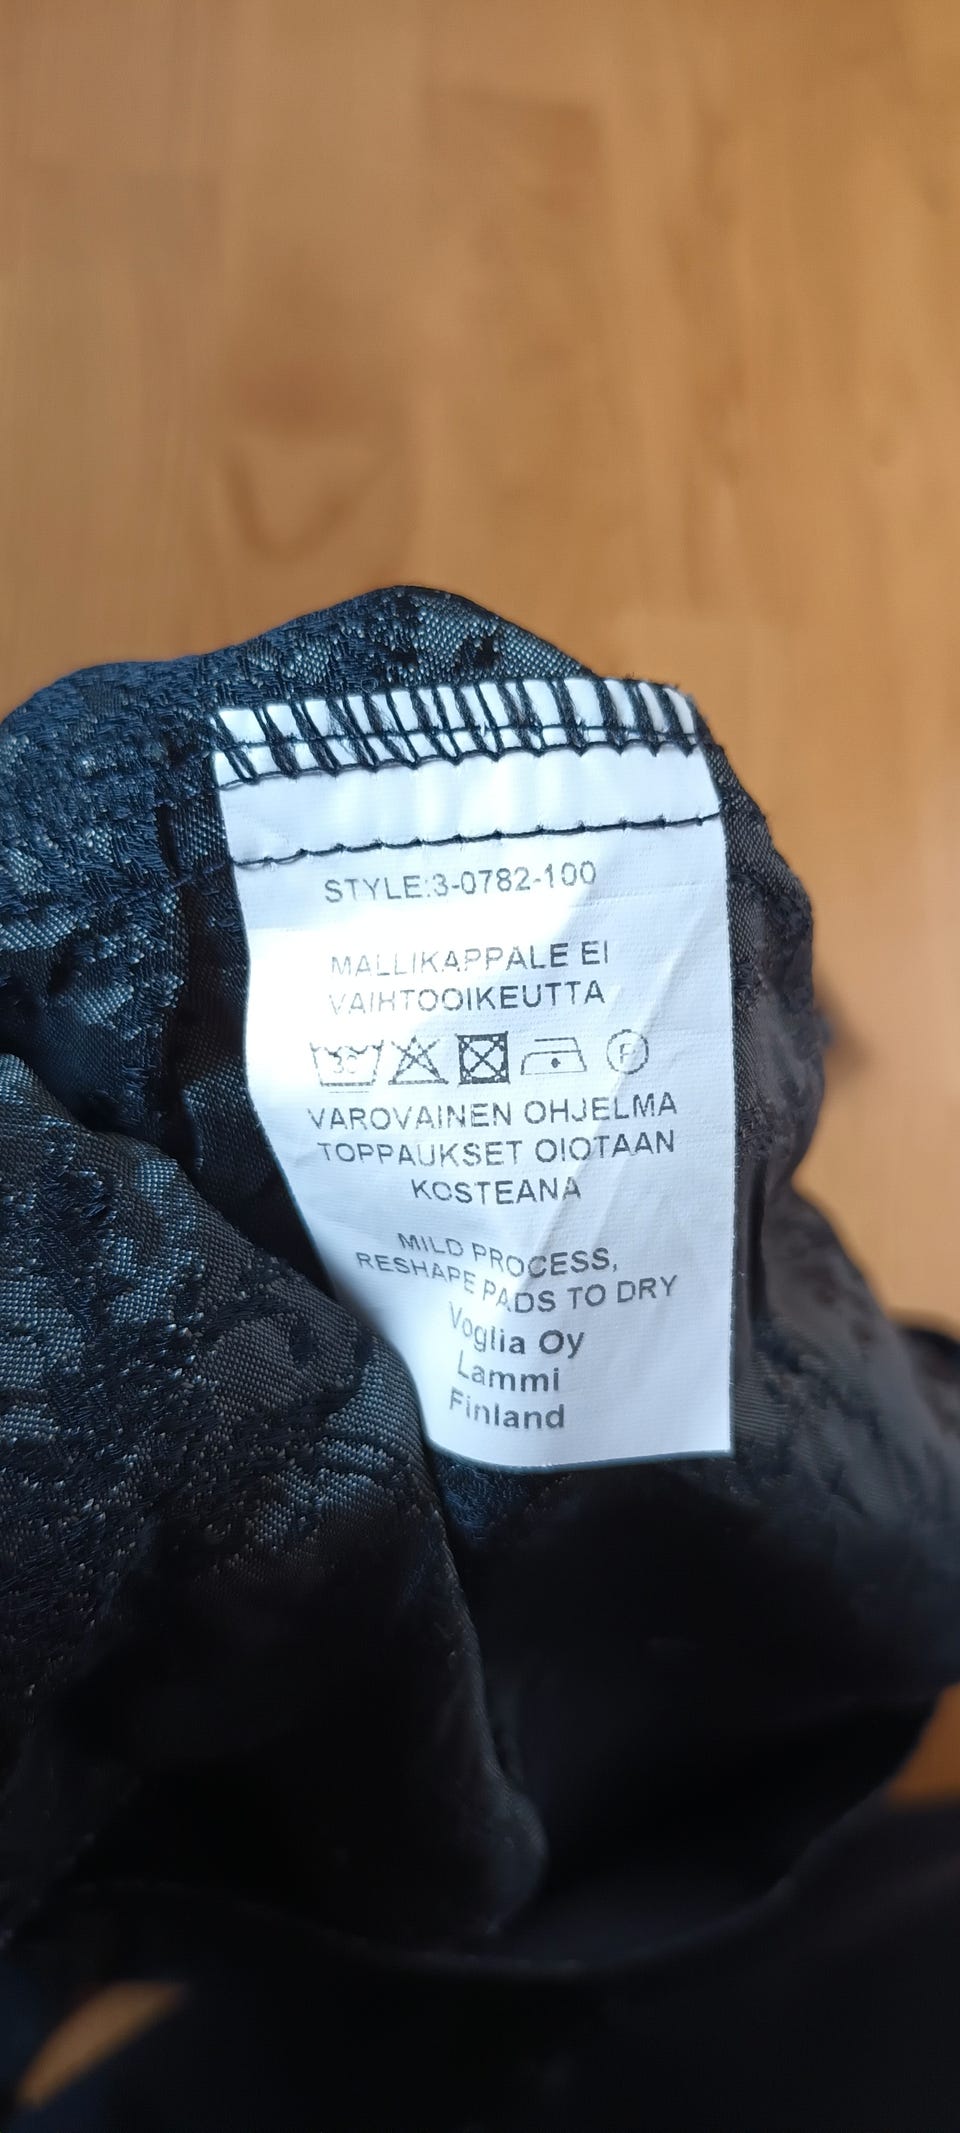 STYLE:3-0782-100
MALLIKAPPALE EI
VAIHTOOIKEUTTA
30 P
VAROVAINEN OHJELMA
TOPPAUKSET OIOTAAN
KOSTEANA
MILD PROCESS,
RESHAPE PADS TO DRY
Voglia Oy
Lammi
Finland